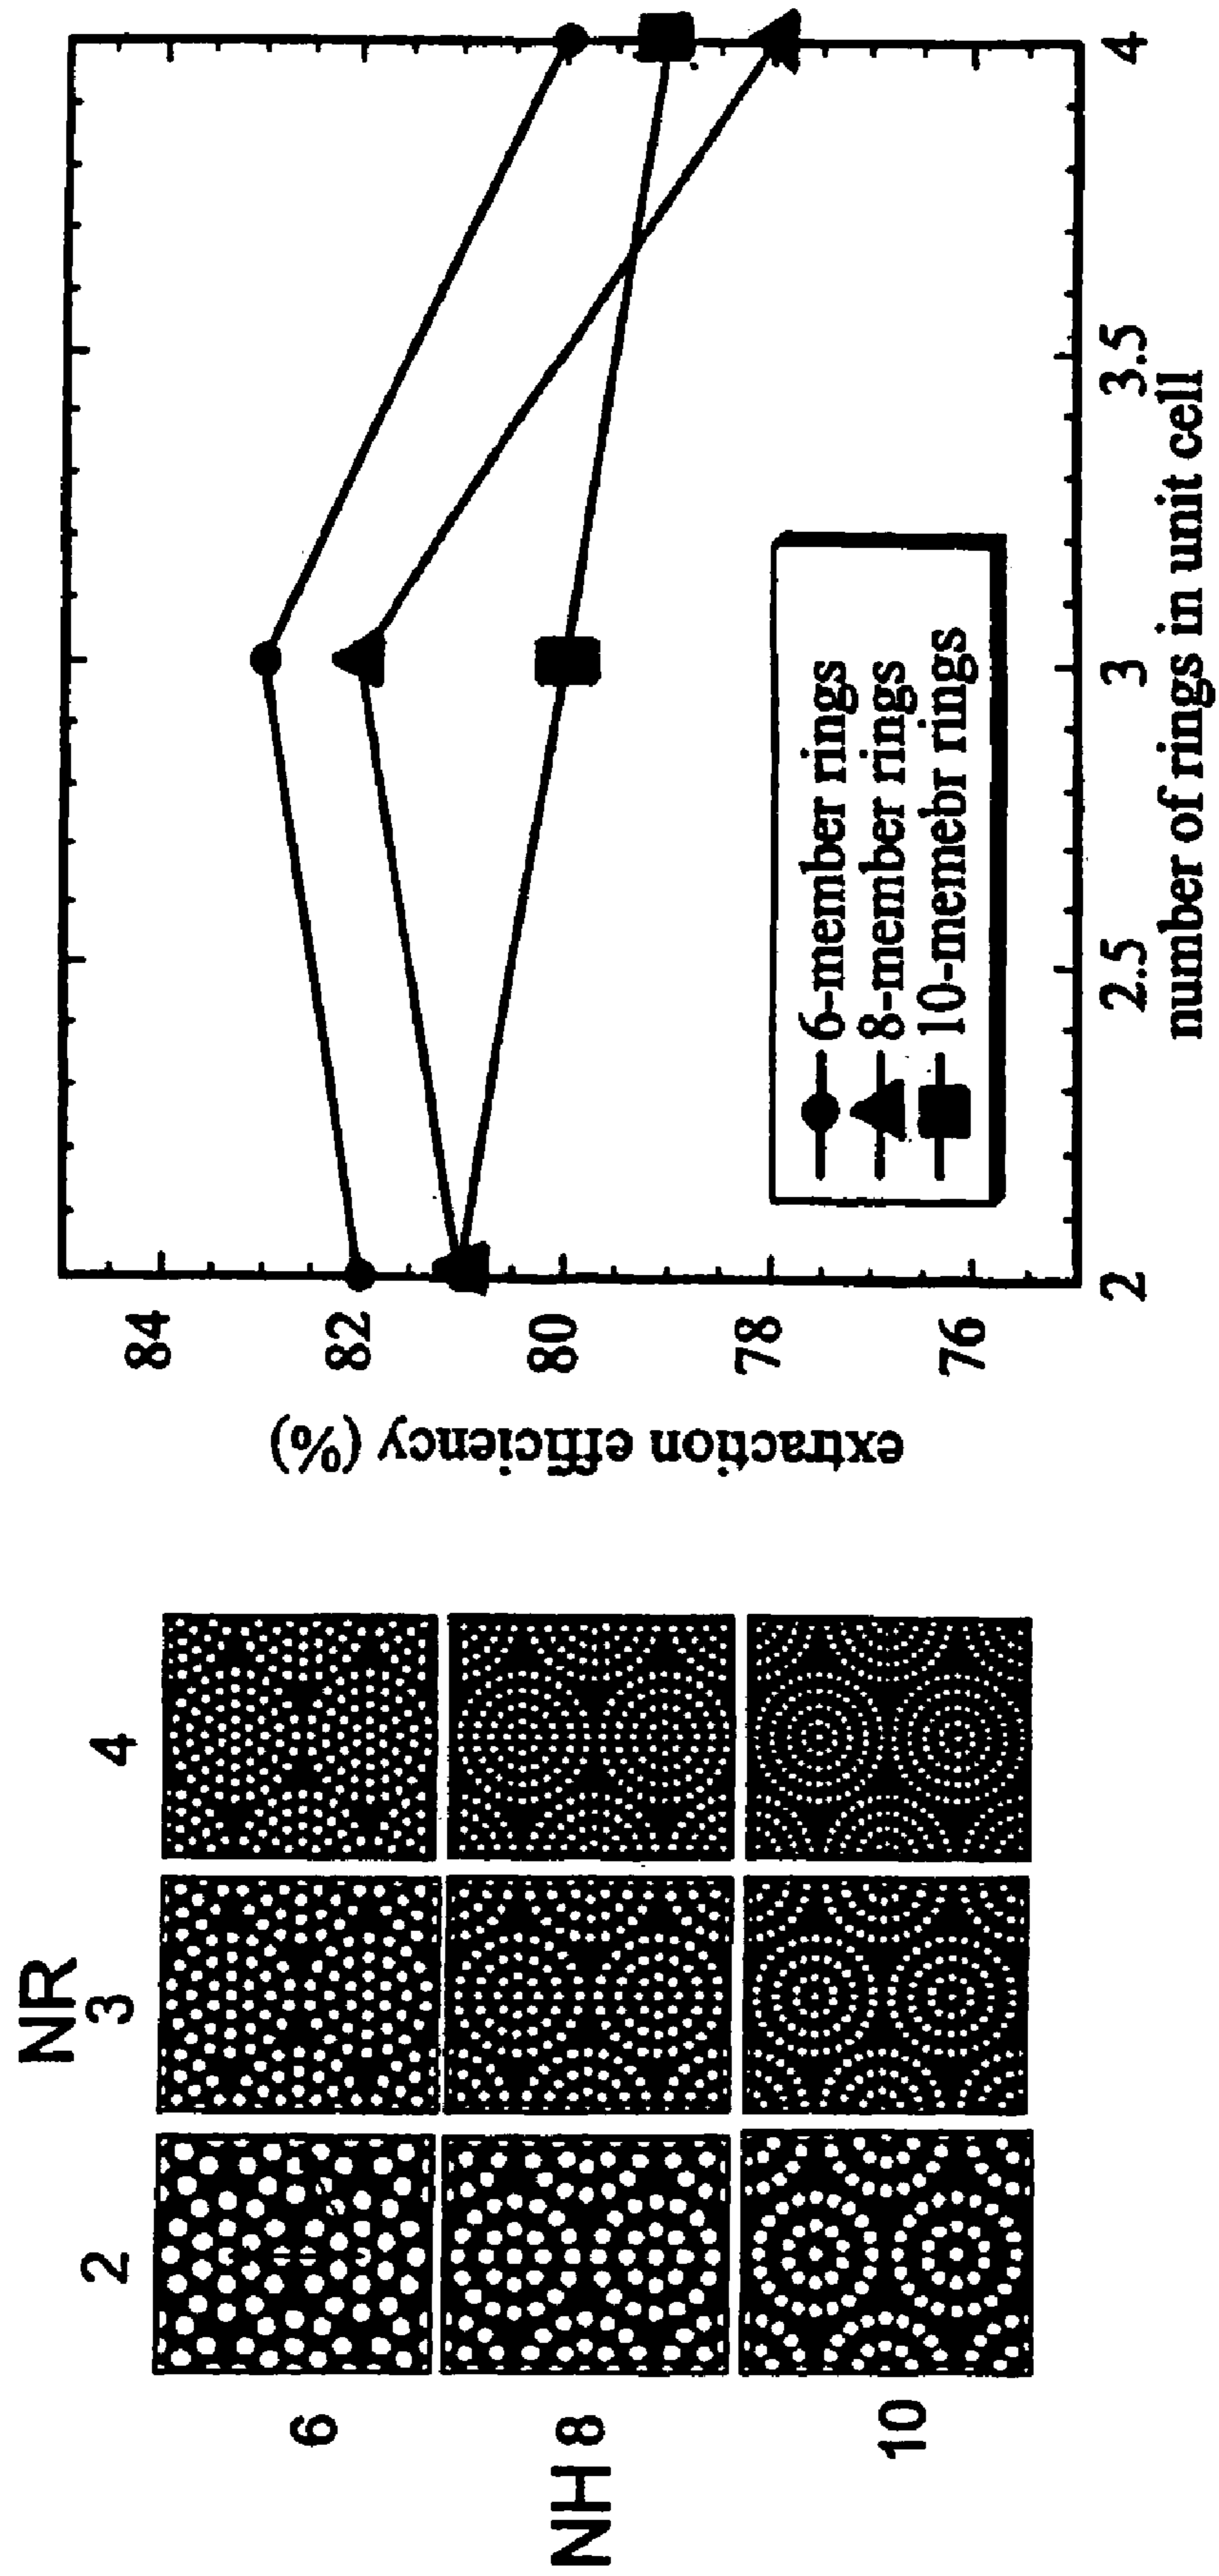 NR
2 3 4
6
NH 8
10
extraction efficiency (%)
84
82
80
78
76
6-member rings
8-member rings
10-memebr rings
2 2.5 3 3.5 4
number of rings in unit cell